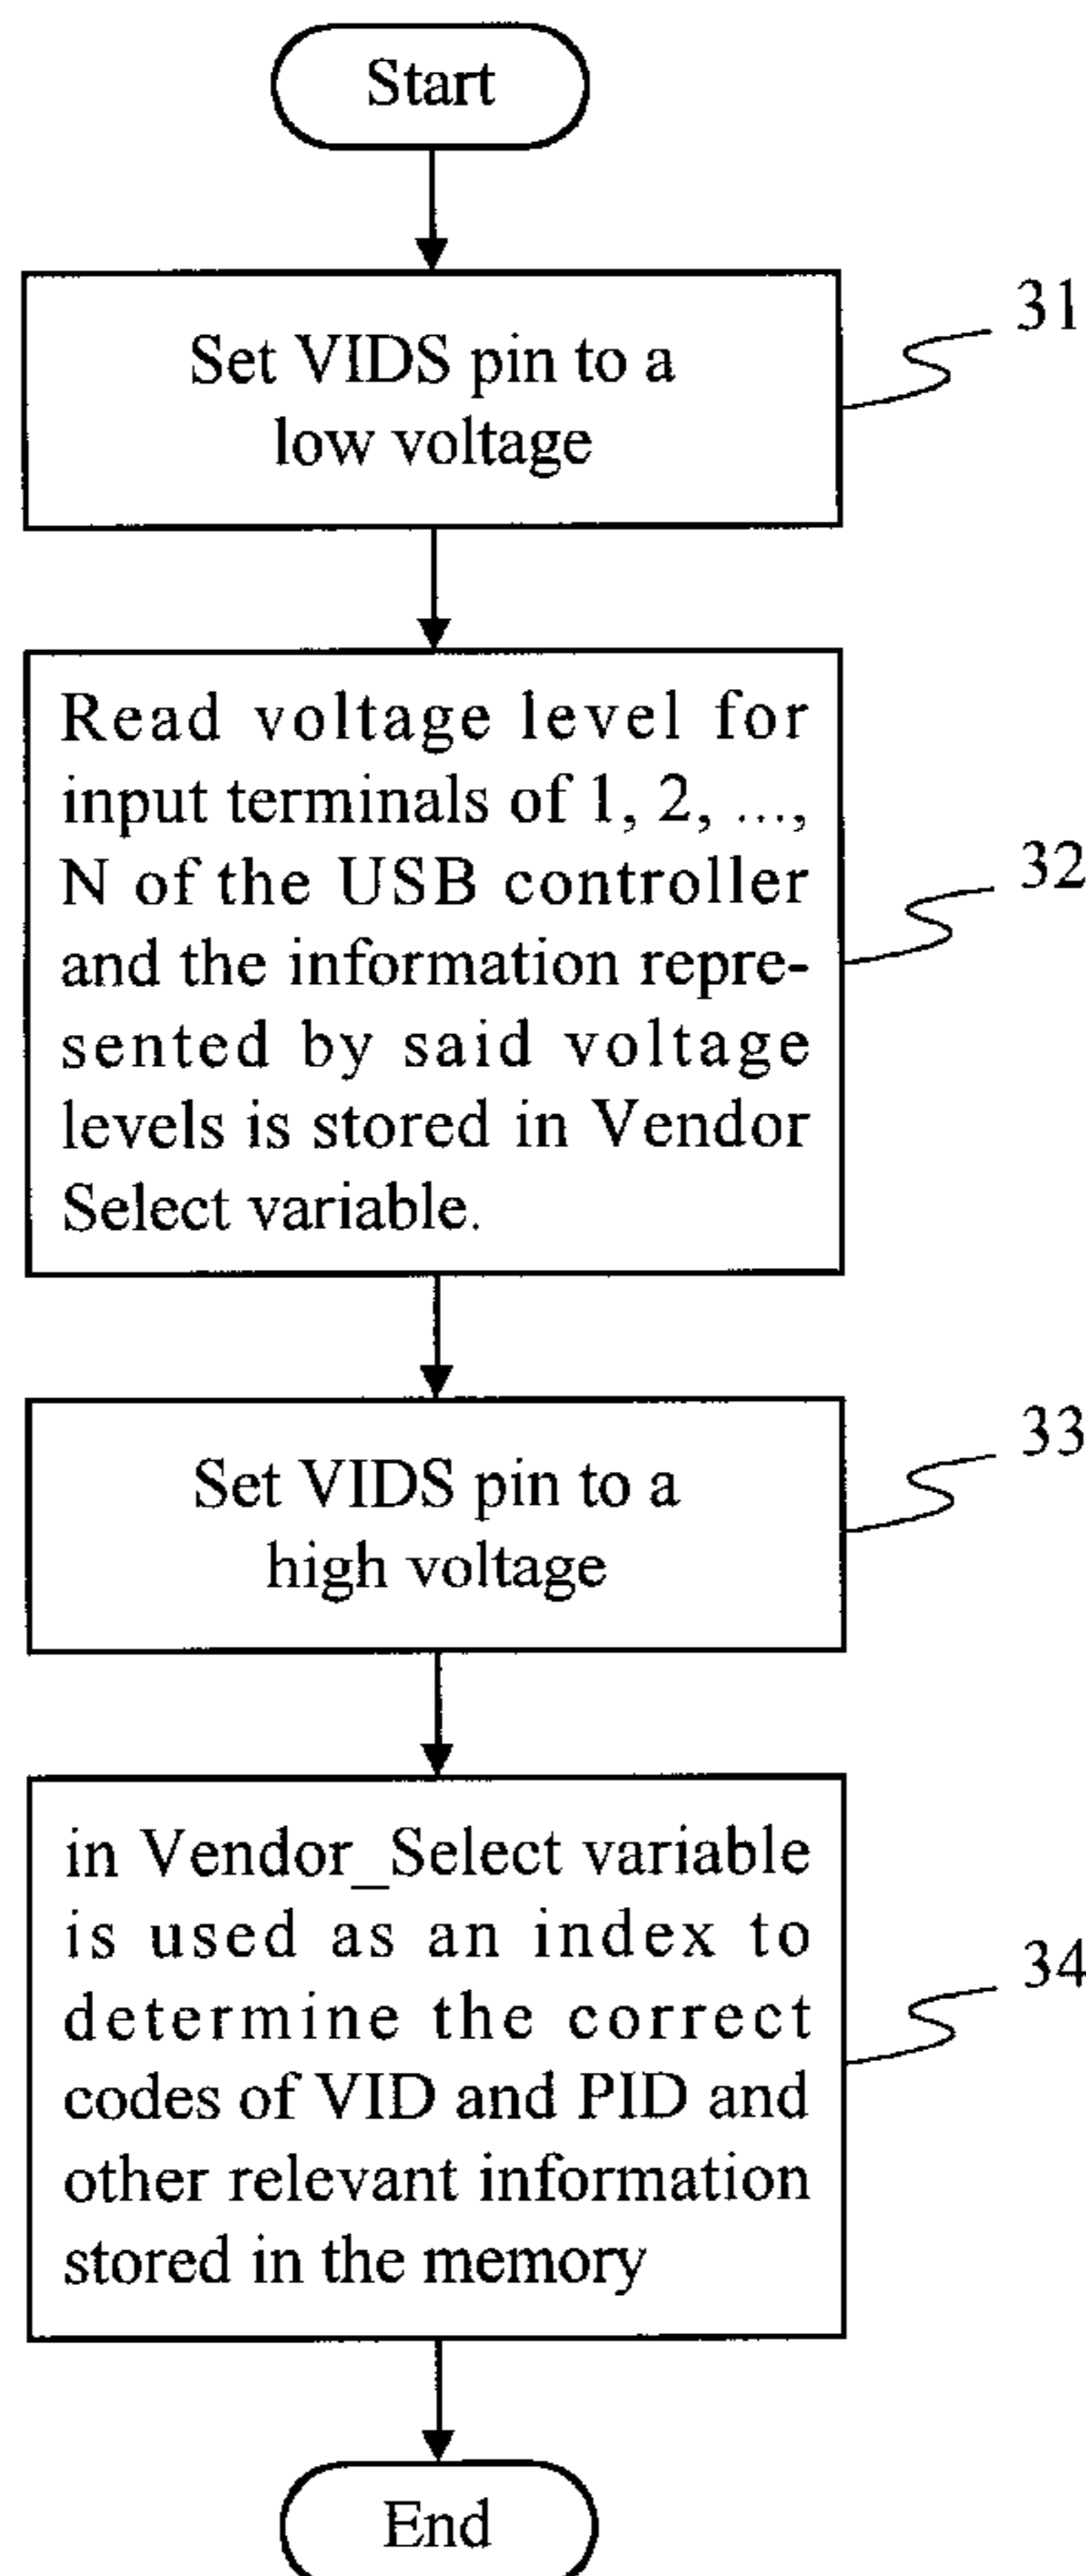 Start
Set VIDS pin to a
low voltage
31
Read voltage level for
input terminals of 1, 2, ...,
N of the USB controller
and the information repre-
sented by said voltage
levels is stored in Vendor
Select variable.
32
Set VIDS pin to a
high voltage
33
in Vendor_Select variable
is used as an index to
determine the correct
codes of VID and PID and
other relevant information
stored in the memory
34
End